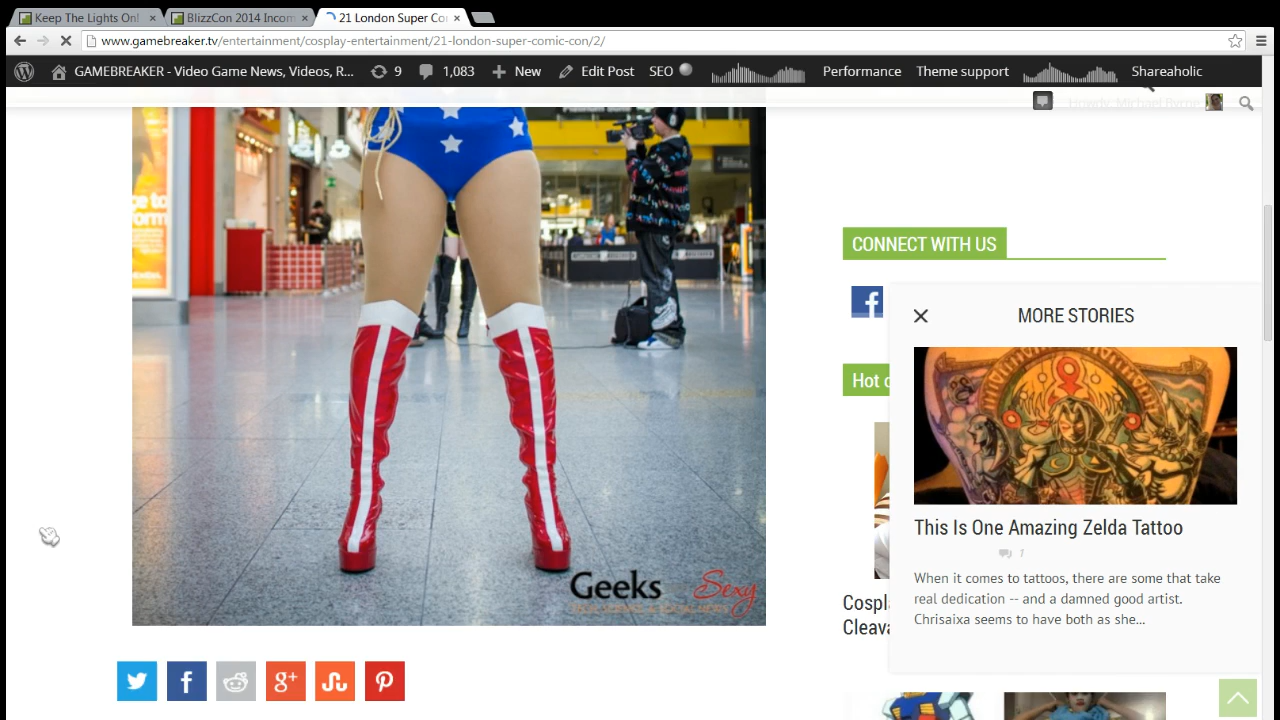 Keep The Lights On!
BlizzCon 2014 Incom
21 London Super Co
www.gamebreaker.tv/entertainment/cosplay-entertainment/21-london-super-comic-con/2/
GAMEBREAKER - Video Game News, Videos, R...
9
1,083
New
Edit Post
SEO
Performance
Theme support
Shareaholic
Howdy, Michael Byrne
CONNECT WITH US
MORE STORIES
Hot
This Is One Amazing Zelda Tattoo
1
When it comes to tattoos, there are some that take
real dedication -- and a damned good artist.
Chrisaixa seems to have both as she...
Cospla
Cleava
Geeks Sexy
g+